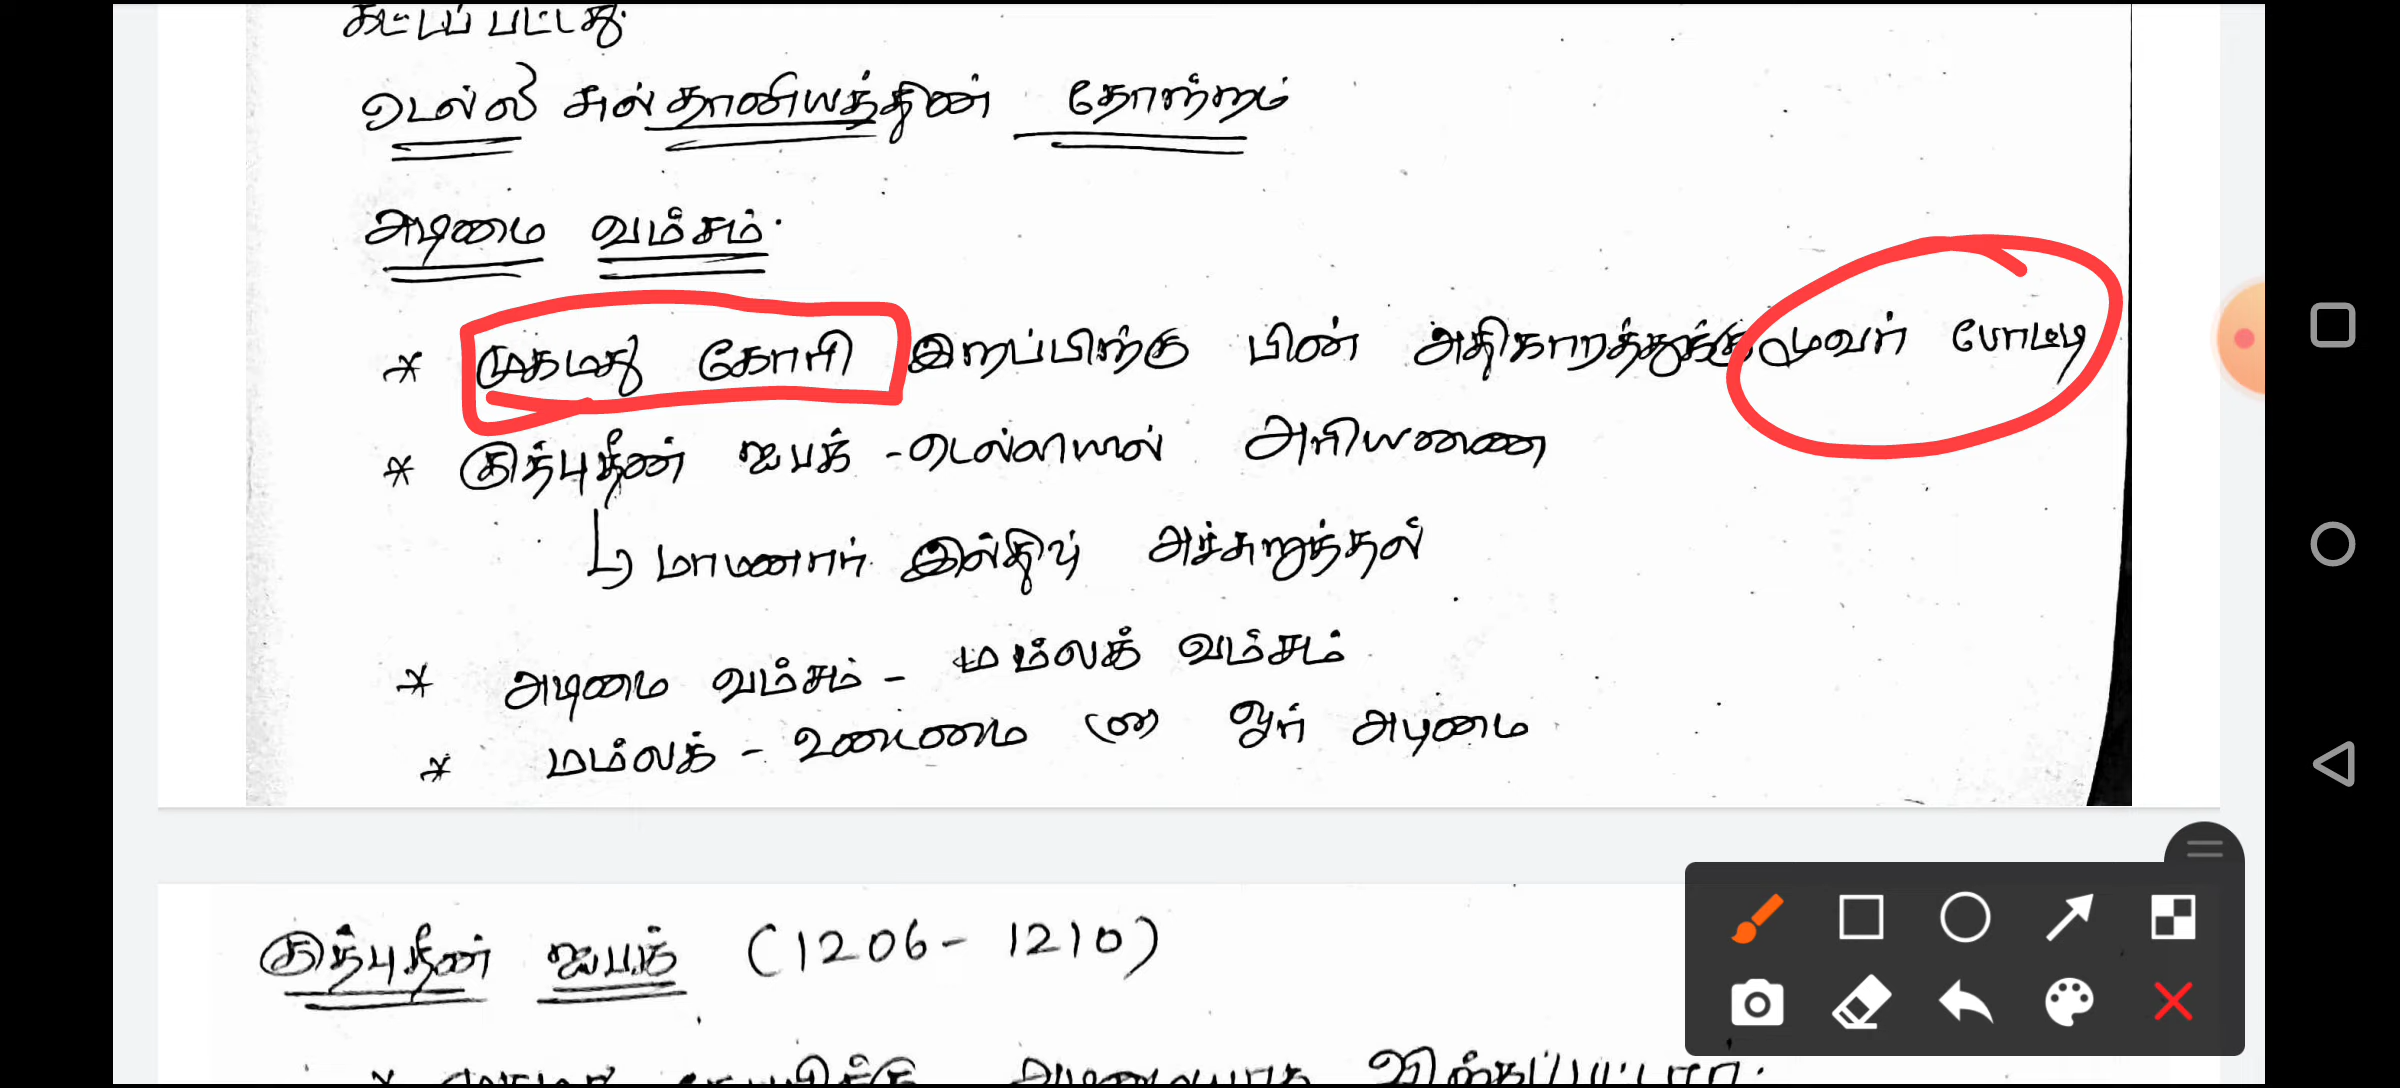 கட்டப் பட்டது.
டெல்லி சுல்தானியத்தின் தோற்றம்
அடிமை வம்சம்.
* முகமது கோரி இறப்பிற்கு பின் அதிகாரத்துக்கு மூவர் போட்டி
* குத்புதீன் ஐபக் - டெல்லியில் அரியணை
மாமனார் இல்திஷ் அச்சுறுத்தல்
* அடிமை வம்சம் - மம்லுக் வம்சம்
* மம்லுக் - உடைமை (அ) ஓர் அடிமை
குத்புதீன் ஐபக் (1206 - 1210)